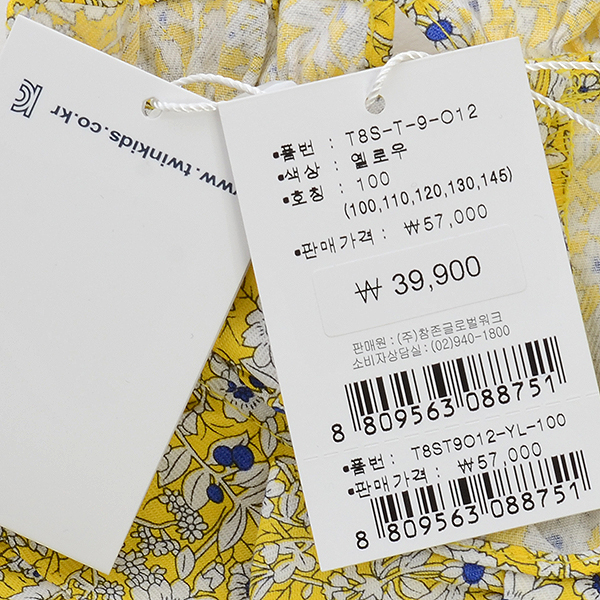 www.twinkids.co.kr
•품번 : T8S-T-9-O12
•색상 : 옐로우
•호칭 : 100
(100,110,120,130,145)
•판매가격 : ₩57,000
₩ 39,900
판매원 : (주)참존글로벌워크
소비자상담실 : (02)940-1800
8 809563 088751
•품번 : T8ST9O12-YL-100
•판매가격 : ₩57,000
8 809563 088751